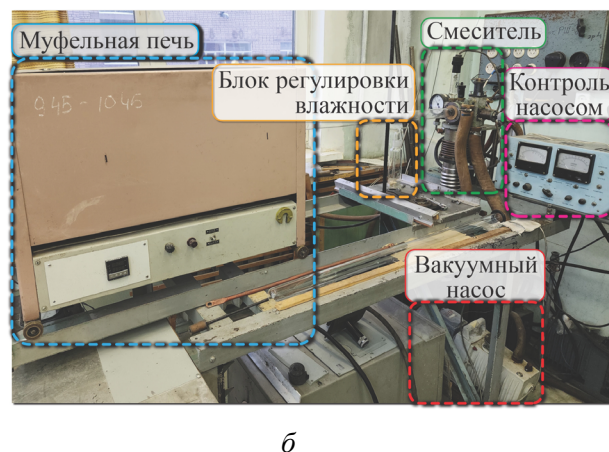 Муфельная печь
Смеситель
Блок регулировки
влажности
Контроль
насосом
Вакуумный
насос
б